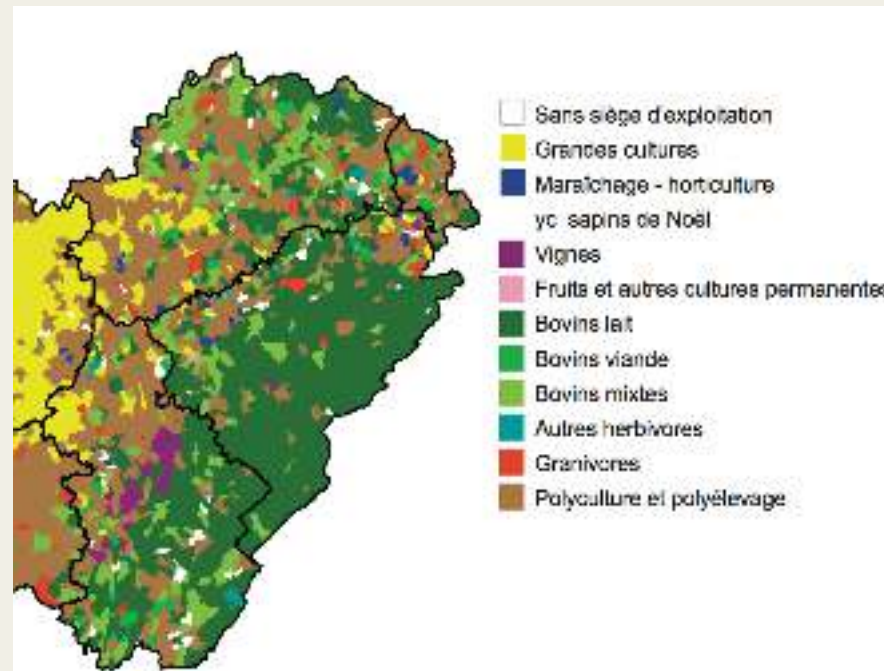 Sans siège d'exploitation
Grandes cultures
Maraîchage - horticulture
yc sapins de Noël
Vignes
Fruits et autres cultures permanentes
Bovins lait
Bovins viande
Bovins mixtes
Autres herbivores
Granivores
Polyculture et polyélevage